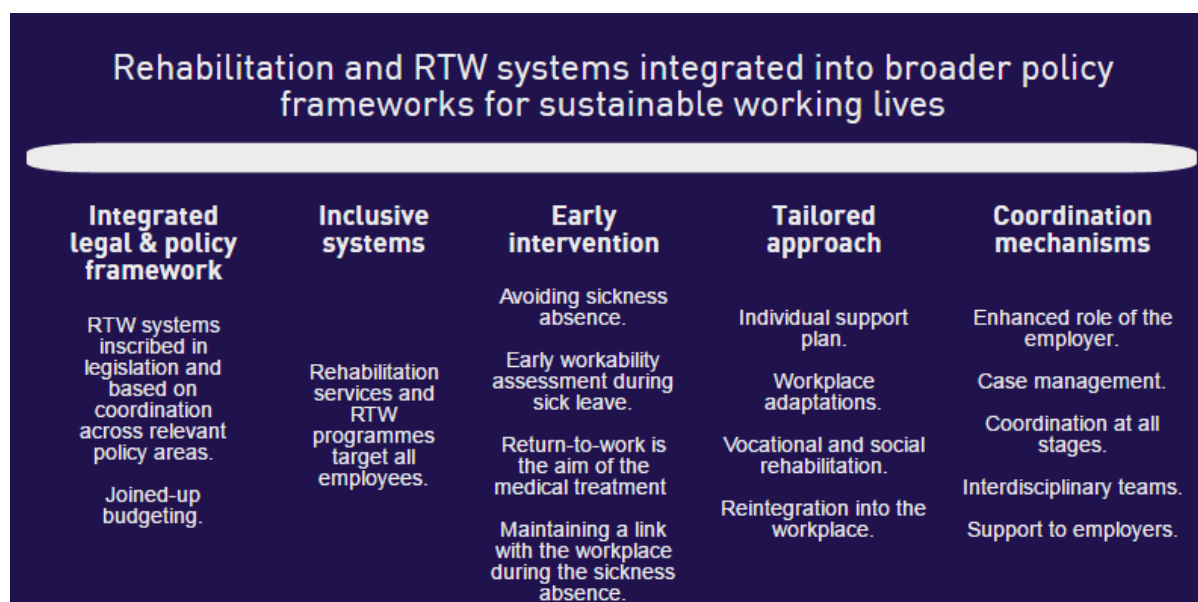 Rehabilitation and RTW systems integrated into broader policy
frameworks for sustainable working lives
Integrated
legal & policy
framework
RTW systems
inscribed in
legislation and
based on
coordination
across relevant
policy areas.
Joined-up
budgeting.
Inclusive
systems
Rehabilitation
services and
RTW
programmes
target all
employees.
Early
intervention
Avoiding sickness
absence.
Early workability
assessment during
sick leave.
Return-to-work is
the aim of the
medical treatment
Maintaining a link
with the workplace
during the sickness
absence.
Tailored
approach
Individual support
plan.
Workplace
adaptations.
Vocational and social
rehabilitation.
Reintegration into the
workplace.
Coordination
mechanisms
Enhanced role of the
employer.
Case management.
Coordination at all
stages.
Interdisciplinary teams.
Support to employers.